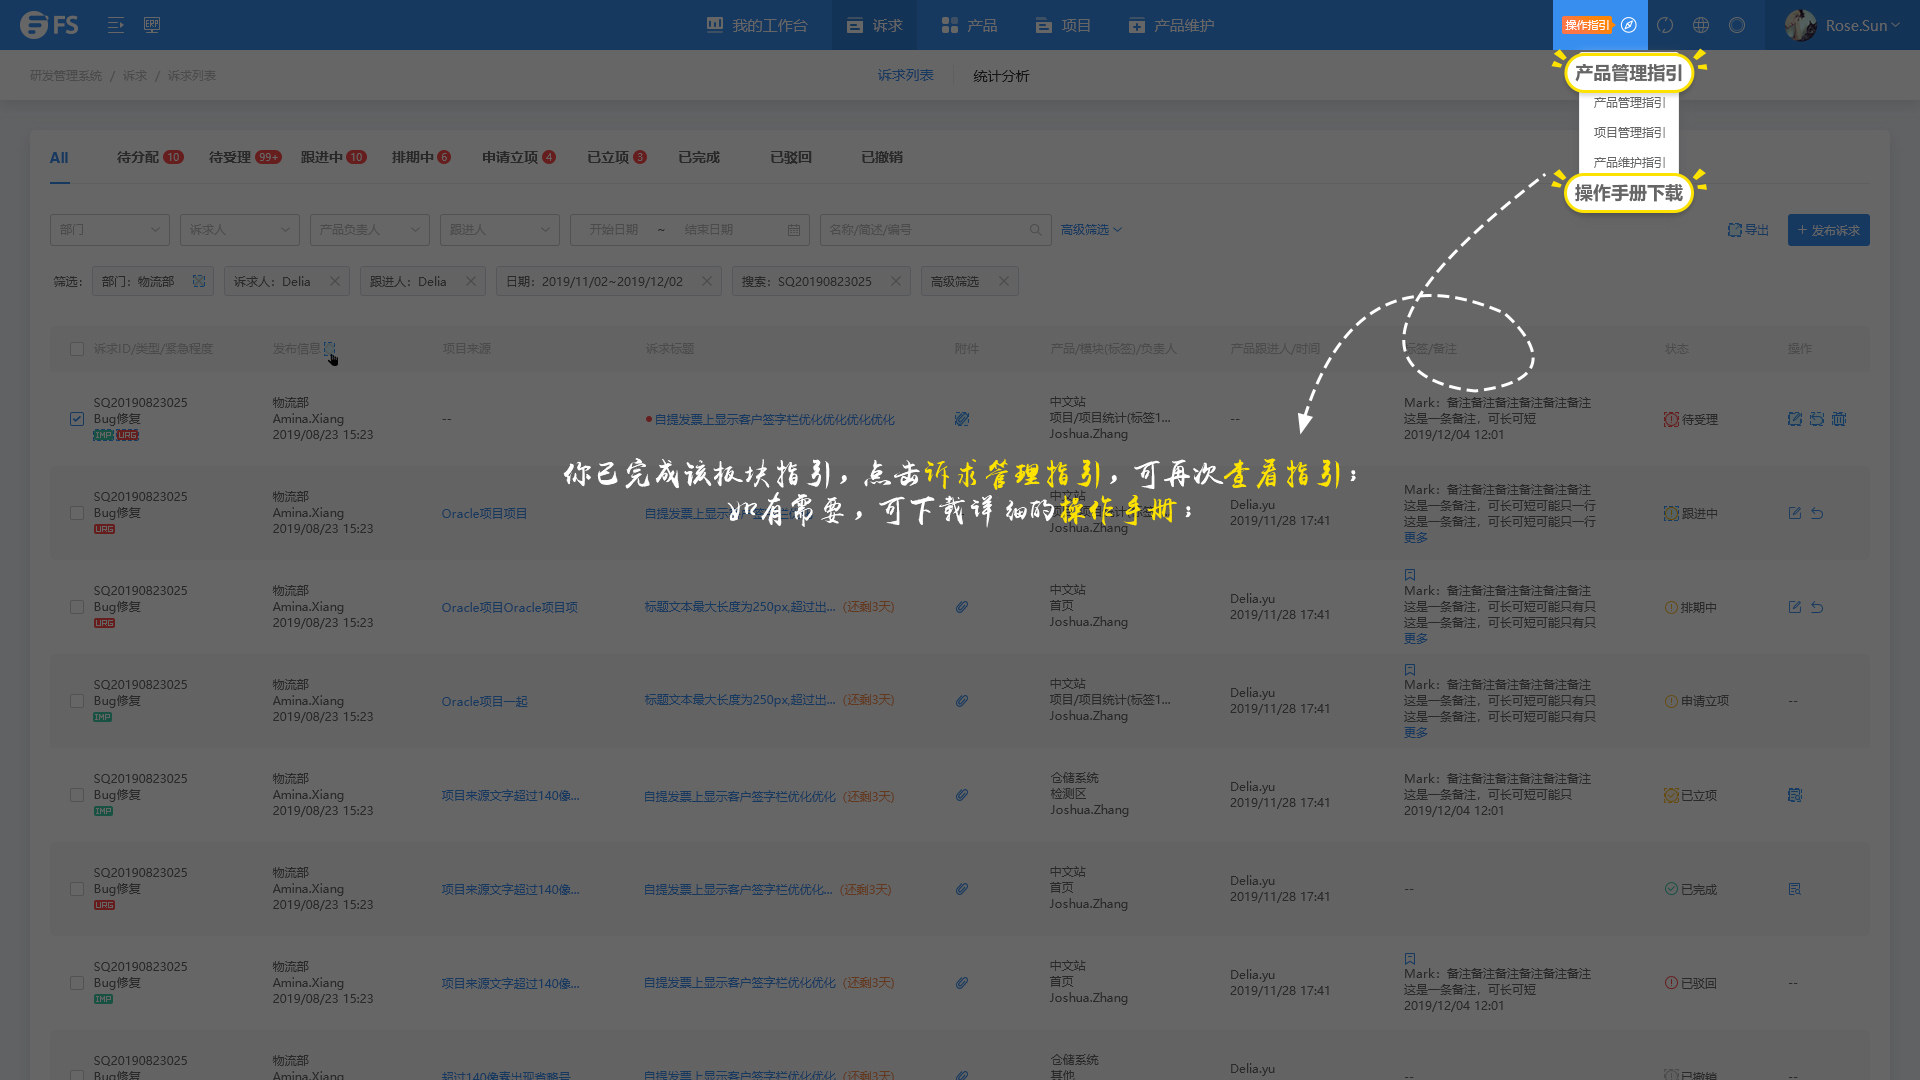 FS
ERP
我的工作台
诉求
产品
项目
产品维护
操作指引
Rose.Sun
研发管理系统 / 诉求 / 诉求列表
诉求列表
统计分析
产品管理指引
产品管理指引
项目管理指引
产品维护指引
操作手册下载
All
待分配 10
待受理 99+
跟进中 10
排期中 6
申请立项 4
已立项 3
已完成
已驳回
已撤销
部门
诉求人
产品负责人
跟进人
开始日期 ~ 结束日期
名称/简述/编号
高级筛选
导出
+ 发布诉求
筛选:
部门：物流部
诉求人：Delia
跟进人：Delia
日期：2019/11/02~2019/12/02
搜索：SQ20190823025
高级筛选
诉求ID/类型/紧急程度
发布信息
项目来源
诉求标题
附件
产品/模块(标签)/负责人
产品跟进人/时间
标签/备注
状态
操作
SQ20190823025
Bug修复
IMP URG
物流部
Amina.Xiang
2019/08/23 15:23
--
自提发票上显示客户签字栏优化优化优化优化
中文站
项目/项目统计(标签1...
Joshua.Zhang
--
Mark：备注备注备注备注备注备注
这是一条备注，可长可短
2019/12/04 12:01
待受理
你已完成该板块指引，点击诉求管理指引，可再次查看指引；
如有需要，可下载详细的操作手册；
SQ20190823025
Bug修复
URG
物流部
Amina.Xiang
2019/08/23 15:23
Oracle项目项目
自提发票上显示
中文站
Joshua.Zhang
Delia.yu
2019/11/28 17:41
Mark：备注备注备注备注备注备注
这是一条备注，可长可短可能只一行
这是一条备注，可长可短可能只一行
更多
跟进中
SQ20190823025
Bug修复
URG
物流部
Amina.Xiang
2019/08/23 15:23
Oracle项目Oracle项目项
标题文本最大长度为250px,超过出... (还剩3天)
中文站
首页
Joshua.Zhang
Delia.yu
2019/11/28 17:41
Mark：备注备注备注备注备注备注
这是一条备注，可长可短可能只有只
这是一条备注，可长可短可能只有只
更多
排期中
SQ20190823025
Bug修复
IMP
物流部
Amina.Xiang
2019/08/23 15:23
Oracle项目一起
标题文本最大长度为250px,超过出... (还剩3天)
中文站
项目/项目统计(标签1...
Joshua.Zhang
Delia.yu
2019/11/28 17:41
Mark：备注备注备注备注备注备注
这是一条备注，可长可短可能只有只
这是一条备注，可长可短可能只有只
更多
申请立项
--
SQ20190823025
Bug修复
IMP
物流部
Amina.Xiang
2019/08/23 15:23
项目来源文字超过140像...
自提发票上显示客户签字栏优化优化 (还剩3天)
仓储系统
检测区
Joshua.Zhang
Delia.yu
2019/11/28 17:41
Mark：备注备注备注备注备注备注
这是一条备注，可长可短可能只
2019/12/04 12:01
已立项
SQ20190823025
Bug修复
URG
物流部
Amina.Xiang
2019/08/23 15:23
项目来源文字超过140像...
自提发票上显示客户签字栏优优化... (还剩3天)
中文站
首页
Joshua.Zhang
Delia.yu
2019/11/28 17:41
--
已完成
SQ20190823025
Bug修复
IMP
物流部
Amina.Xiang
2019/08/23 15:23
项目来源文字超过140像...
自提发票上显示客户签字栏优化优化 (还剩3天)
中文站
首页
Joshua.Zhang
Delia.yu
2019/11/28 17:41
Mark：备注备注备注备注备注备注
这是一条备注，可长可短
2019/12/04 12:01
已驳回
--
SQ20190823025
Bug修复
物流部
Amina.Xiang
超过140像素出现省略号
自提发票上显示客户签字栏优化优化 (还剩3天)
仓储系统
其他
Delia.yu
--
已撤销
--